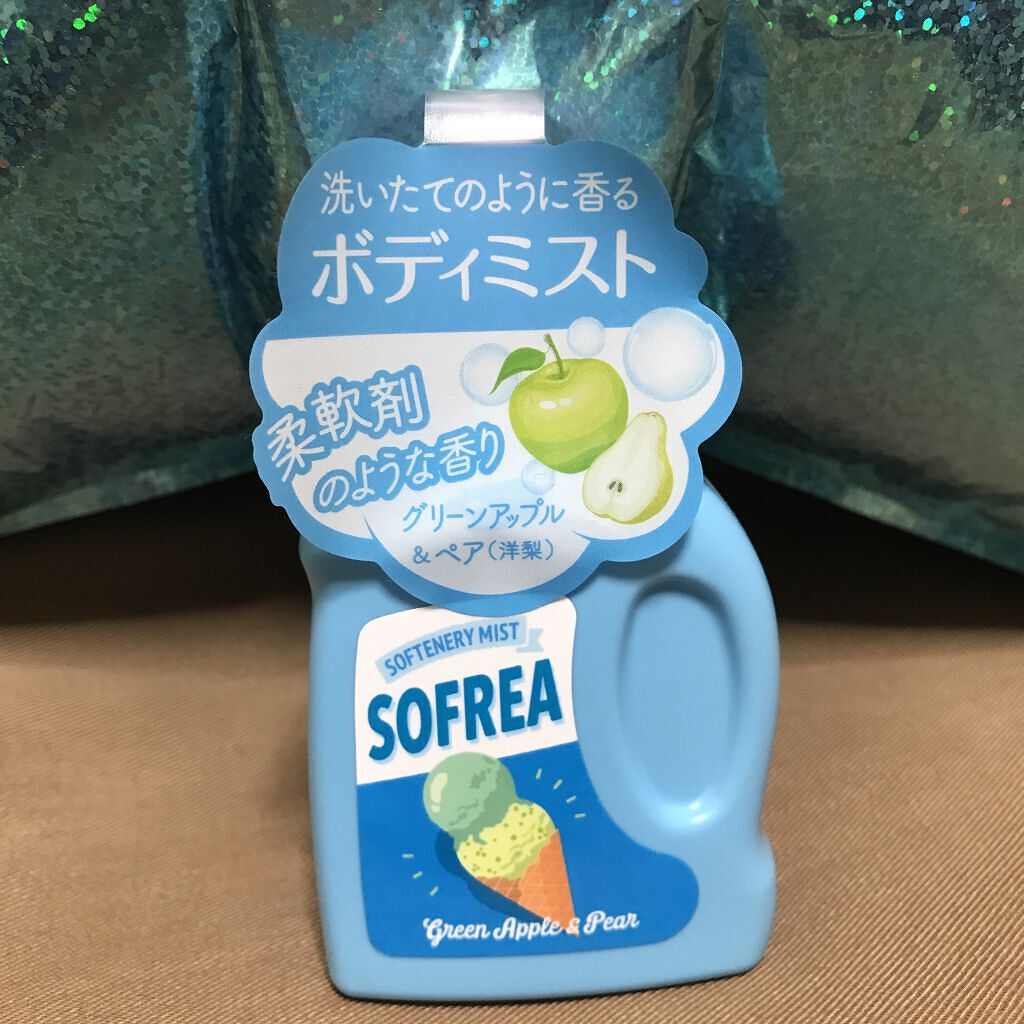 洗いたてのように香る
ボディミスト
柔軟剤
のような香り
グリーンアップル
&ペア(洋梨)
SOFTENERY MIST
SOFREA
Green Apple & Pear